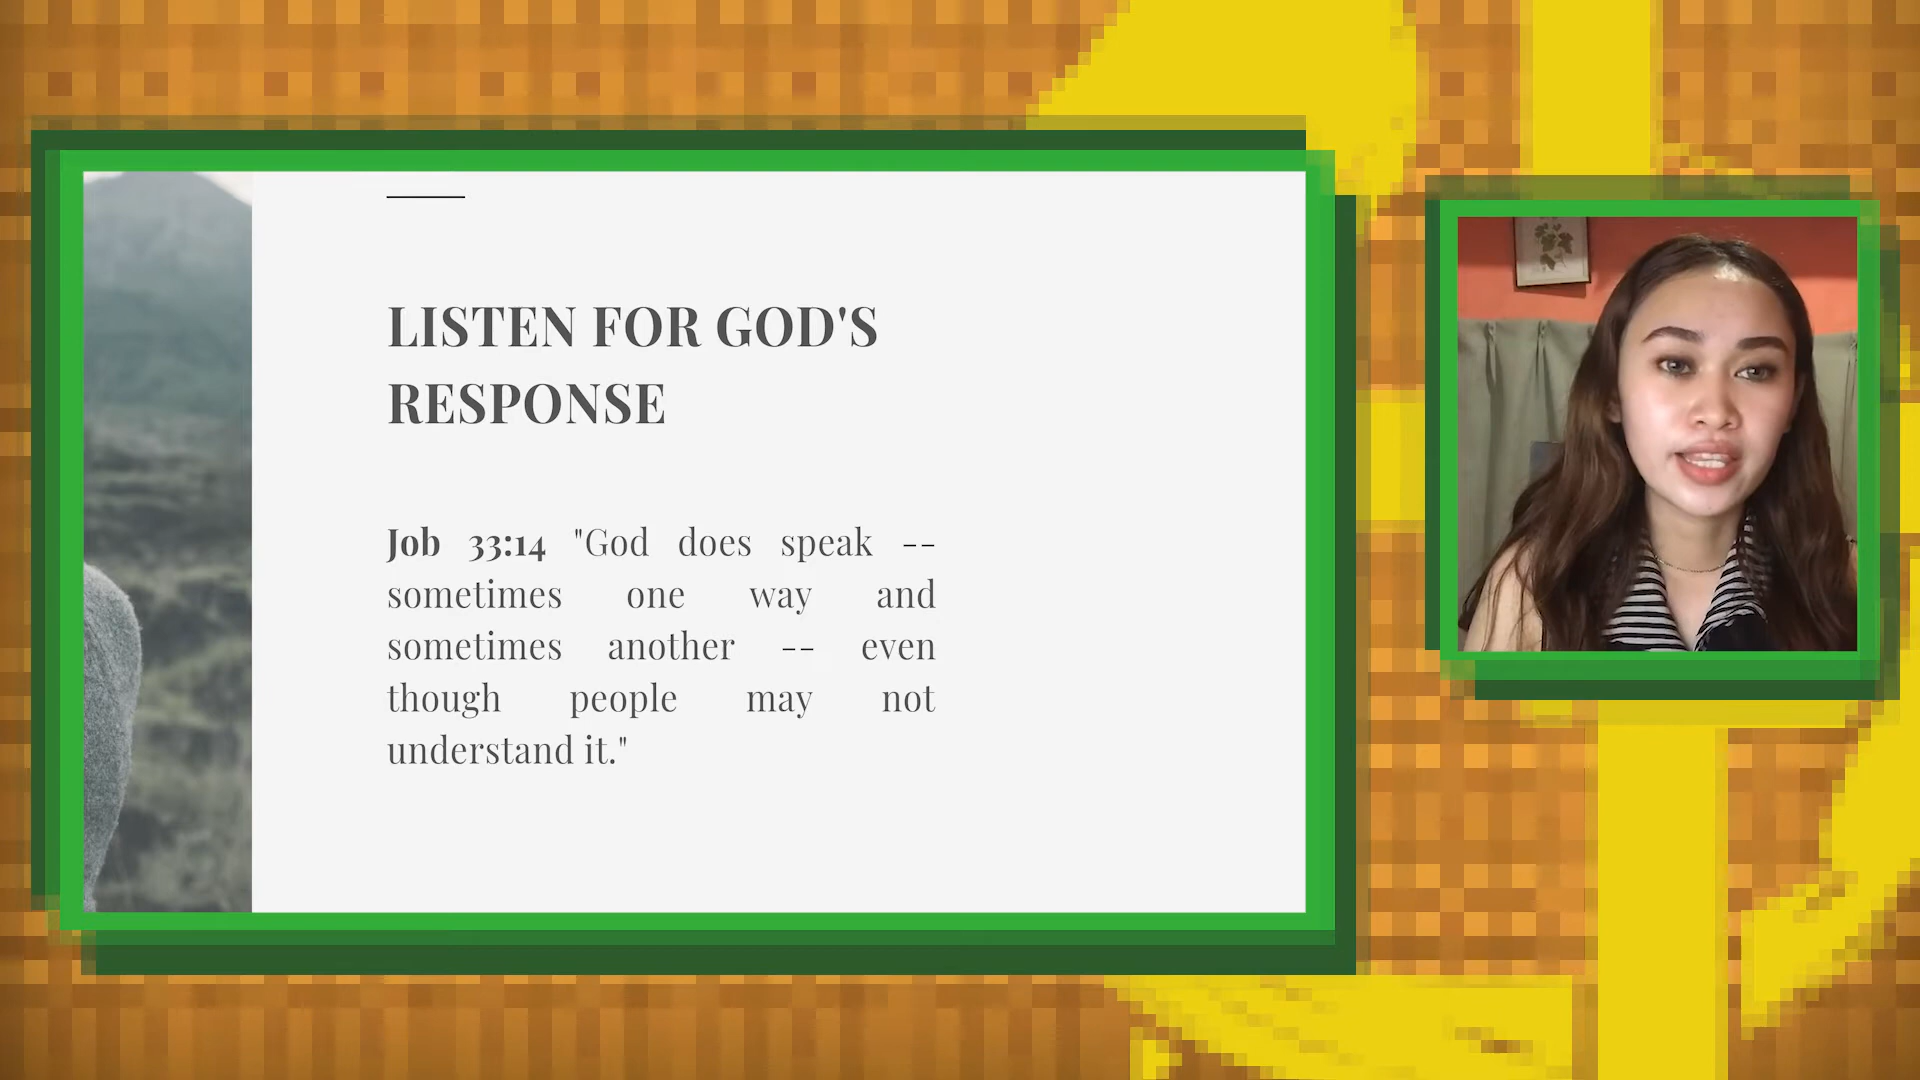 LISTEN FOR GOD'S
RESPONSE
Job 33:14 "God does speak --
sometimes one way and
sometimes another -- even
though people may not
understand it."